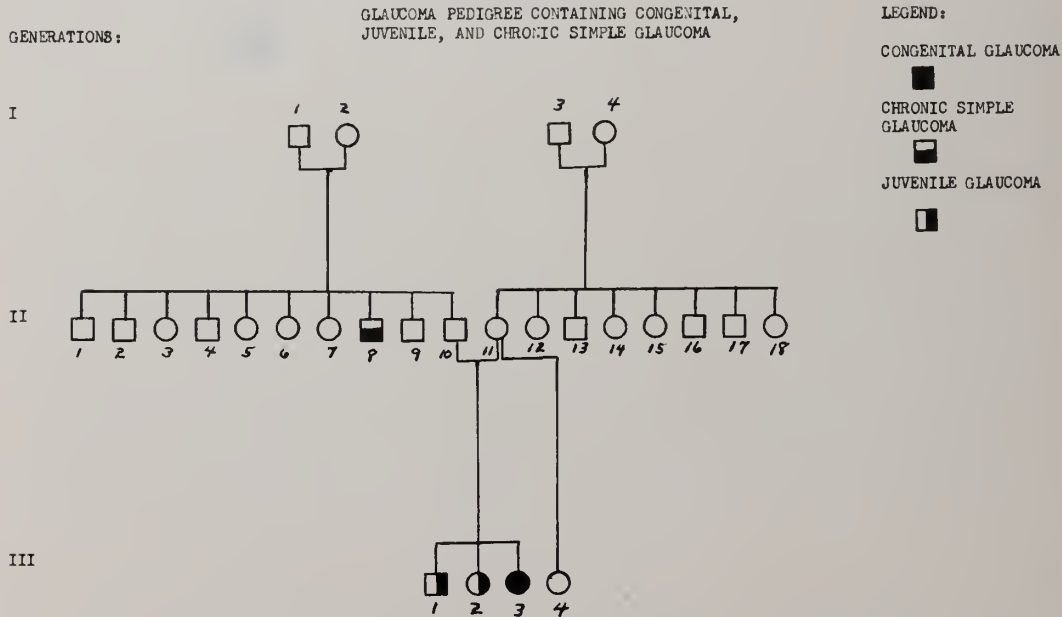 GLAUCOMA PEDIGREE CONTAINING CONGENITAL,
JUVENILE, AND CHRONIC SIMPLE GLAUCOMA
GENERATIONS:
LEGEND:
CONGENITAL GLAUCOMA
CHRONIC SIMPLE
GLAUCOMA
JUVENILE GLAUCOMA
I
1 2 3 4
II
1 2 3 4 5 6 7 8 9 10 11 12 13 14 15 16 17 18
III
1 2 3 4